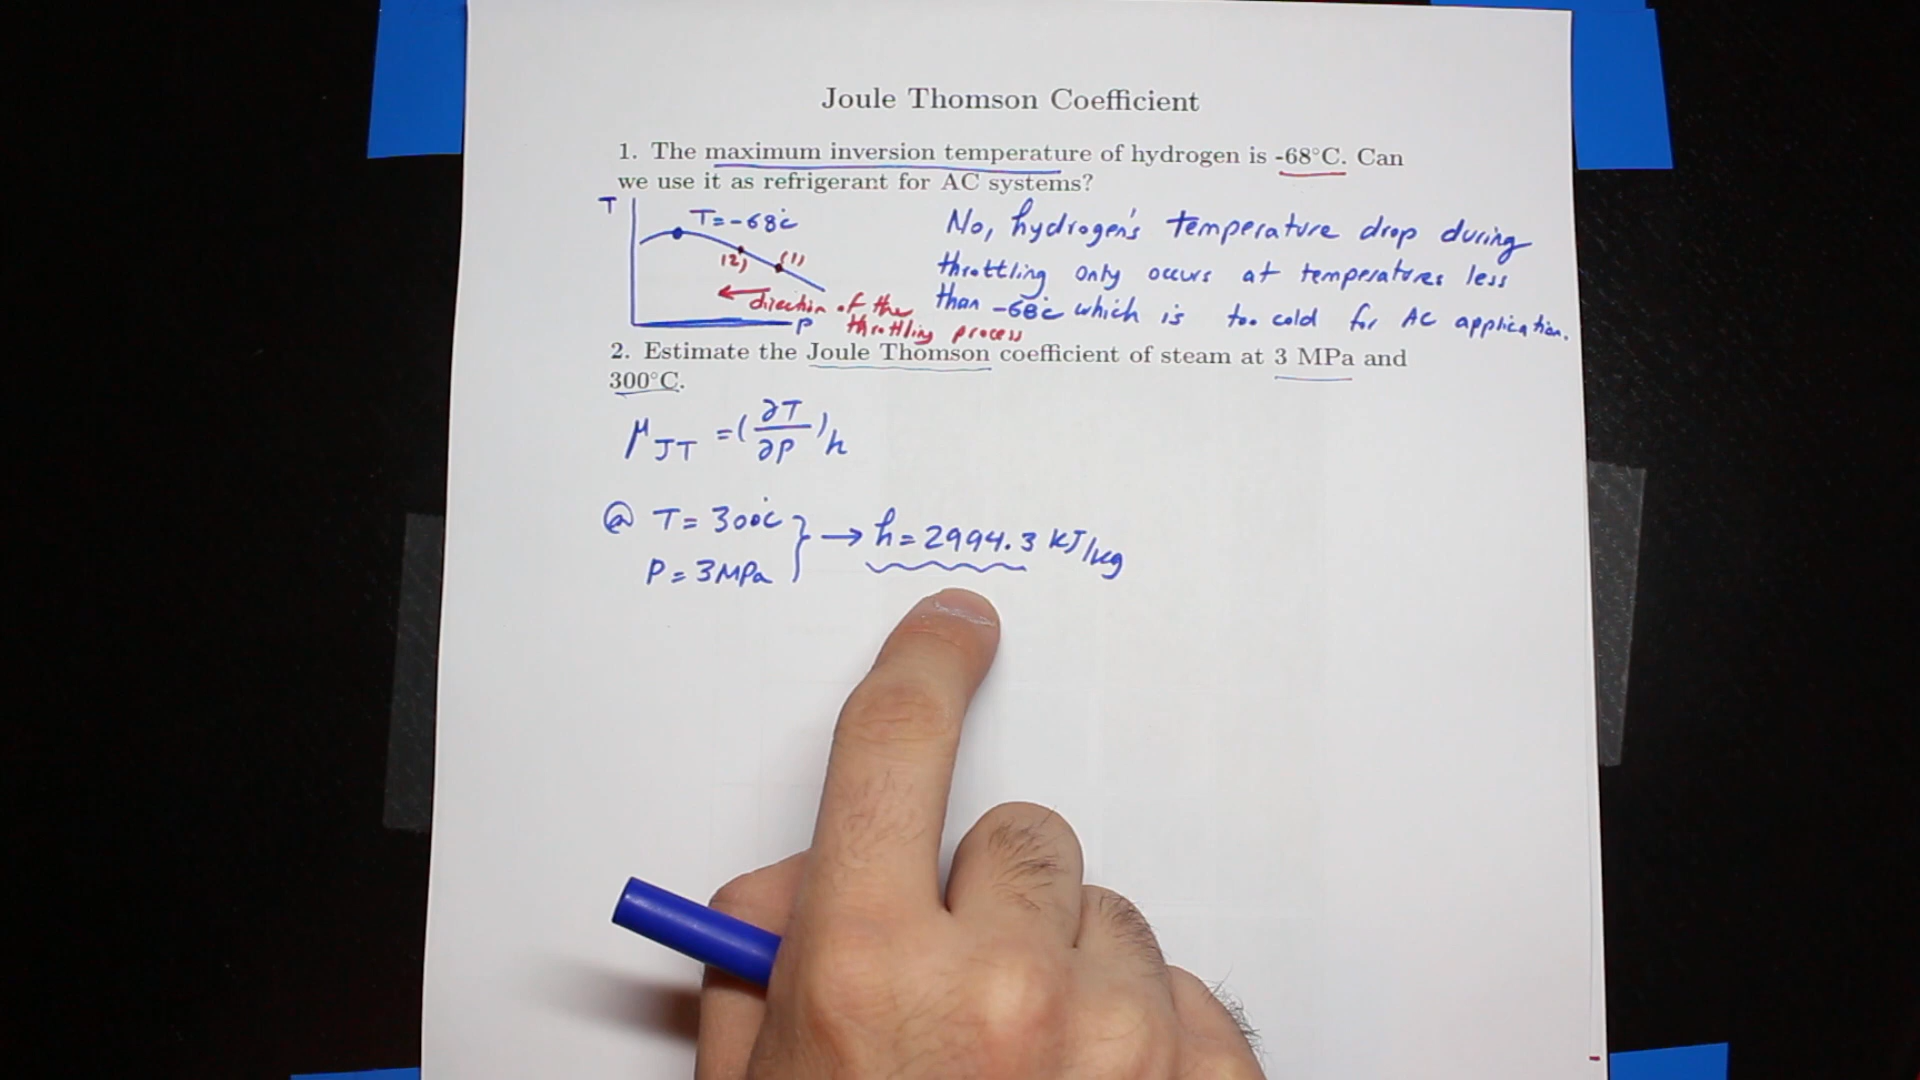 Joule Thomson Coefficient
1. The maximum inversion temperature of hydrogen is -68°C. Can
we use it as refrigerant for AC systems?
T
T=-68°c
(2)
(1)
direction of the
throttling process
P
No, hydrogen's temperature drop during
throttling only occurs at temperatures less
than -68°c which is too cold for AC application.
2. Estimate the Joule Thomson coefficient of steam at 3 MPa and
300°C.
μJT = (∂T/∂P)h
@ T= 300°c } → h=2994.3 kJ/kg
P= 3MPa